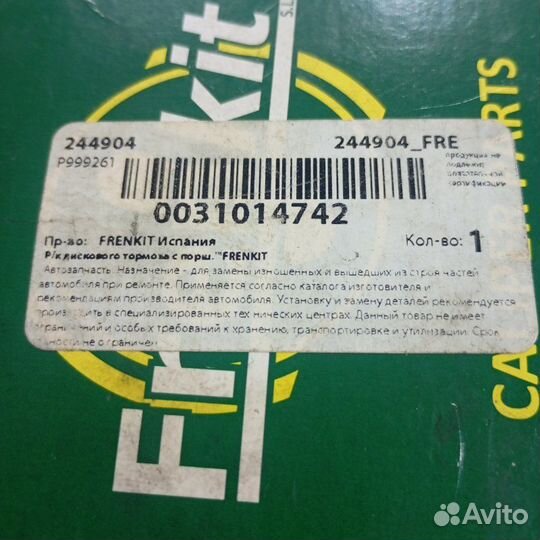 Frenkit
S.L
CALIPER PARTS
244904
244904_FRE
P999261
продукция не
подлежит
обязательной
сертификации
0031014742
Пр-во: FRENKIT Испания
Кол-во: 1
Р/к дискового тормоза с порш. ™FRENKIT
Автозапчасть. Назначение - для замены изношенных и вышедших из строя частей
автомобиля при ремонте. Применяется согласно каталога изготовителя и
рекомендациям производителя автомобиля. Установку и замену деталей рекомендуется
производить в специализированных технических центрах. Данный товар не имеет
ограничений и особых требований к хранению, транспортировке и утилизации. Срок
годности не ограничен
Avito